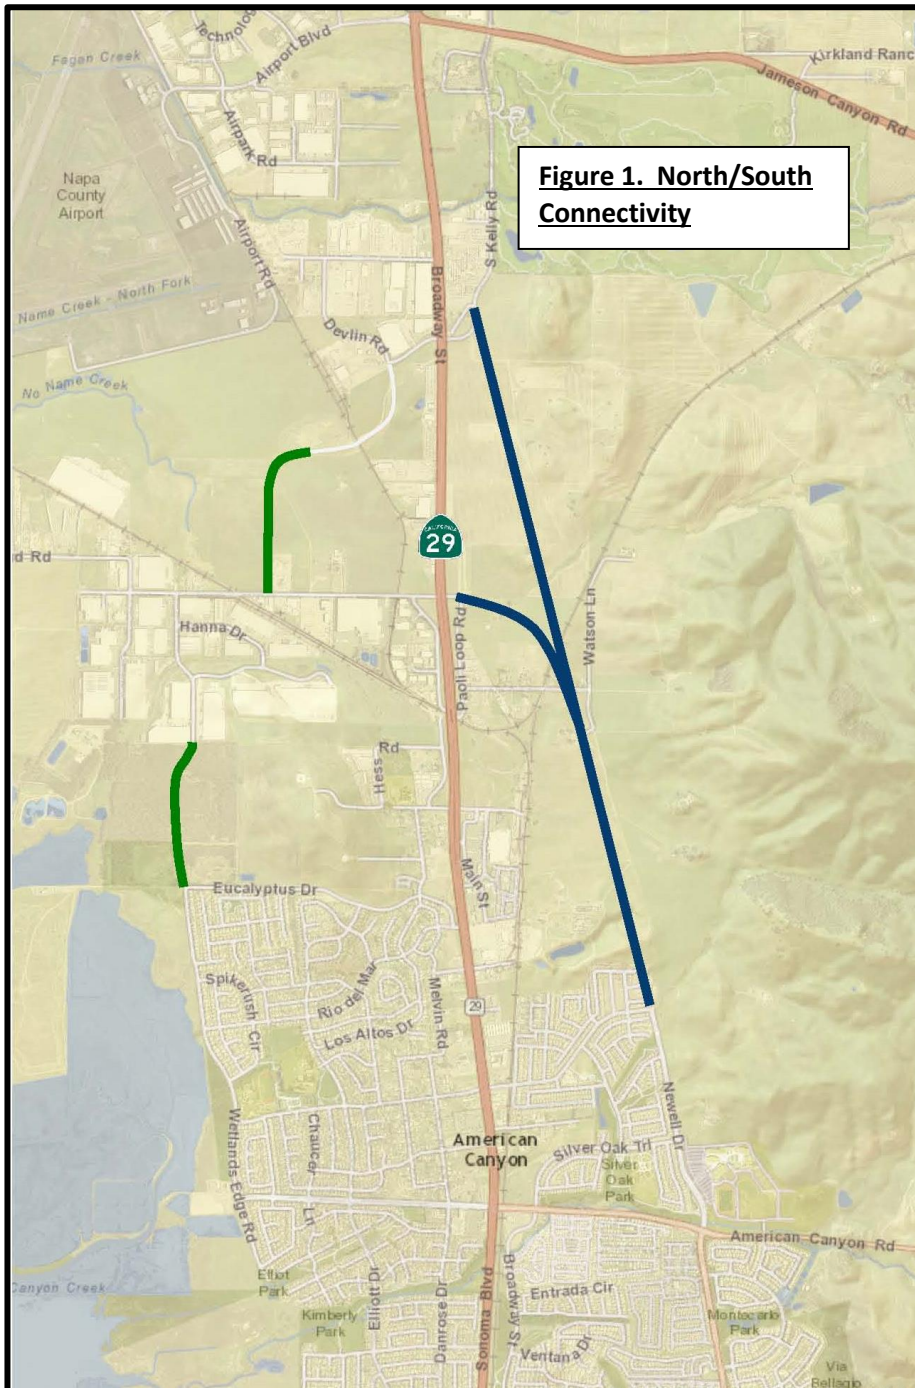 Technology
Airport Blvd
Fagan Creek
Kirkland Ranc
Jameson Canyon Rd
Airpark Rd
Figure 1. North/South
Connectivity
Napa
County
Airport
S Kelly Rd
Airport Rd
Broadway St
Name Creek - North Fork
Devlin Rd
No Name Creek
CALIFORNIA
29
d Rd
Hanna Dr
Paoli Loop Rd
Watson Ln
Hess Rd
Main St
Eucalyptus Dr
Spikerush Cir
Rio del Mar
Melvin Rd
29
Los Altos Dr
Newell Dr
Wetlands Edge Rd
Chaucer Ln
American
Canyon
Silver Oak Trl
Silver
Oak
Park
American Canyon Rd
Canyon Creek
Elliot
Park
Elliott Dr
Danrose Dr
Sonoma Blvd
Broadway St
Entrada Cir
Kimberly
Park
Montecarlo
Park
Ventana Dr
Via
Bellagio